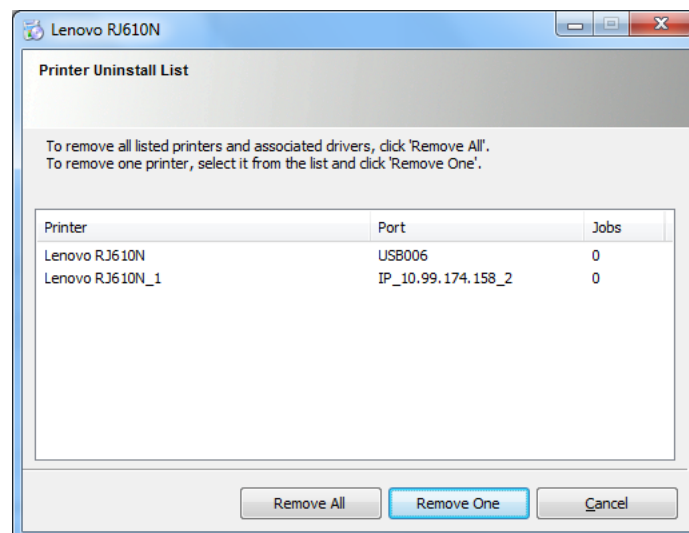 Lenovo RJ610N
Printer Uninstall List
To remove all listed printers and associated drivers, click 'Remove All'.
To remove one printer, select it from the list and click 'Remove One'.
Printer Port Jobs
Lenovo RJ610N USB006 0
Lenovo RJ610N_1 IP_10.99.174.158_2 0
Remove All Remove One Cancel